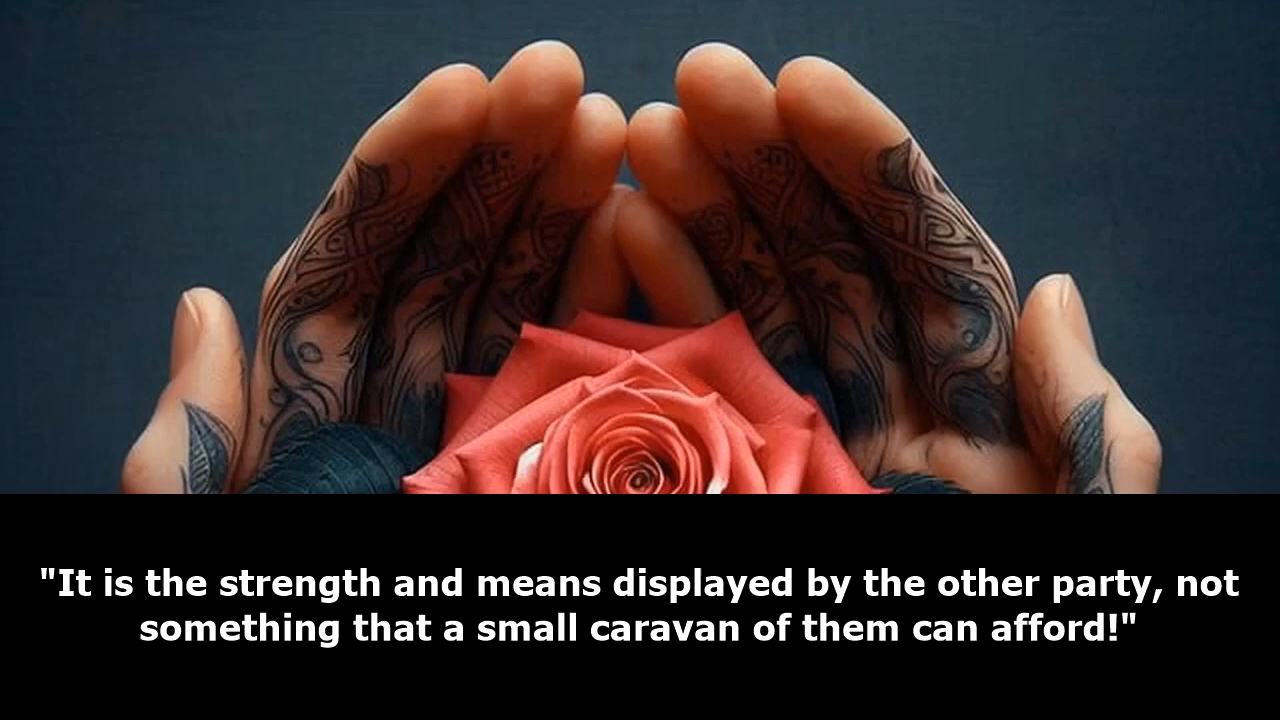 "It is the strength and means displayed by the other party, not
something that a small caravan of them can afford!"